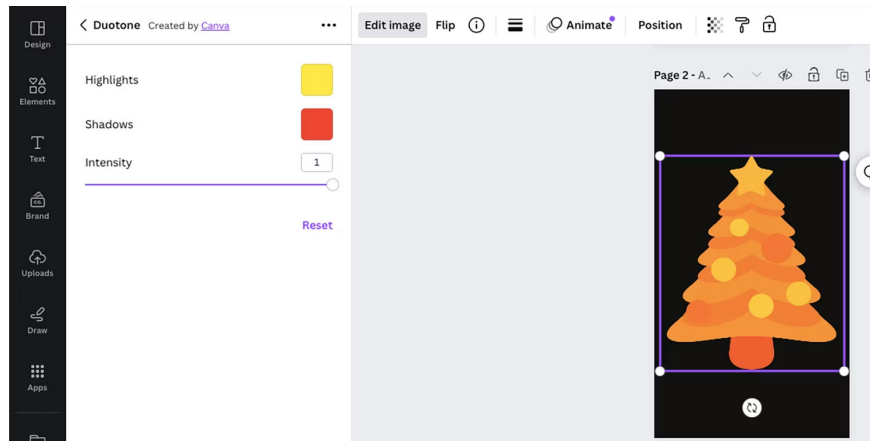 Design
Elements
Text
CO.
Brand
Uploads
Draw
Apps
Duotone Created by Canva
Highlights
Shadows
Intensity 1
Reset
Edit image Flip Animate Position
Page 2 - A..